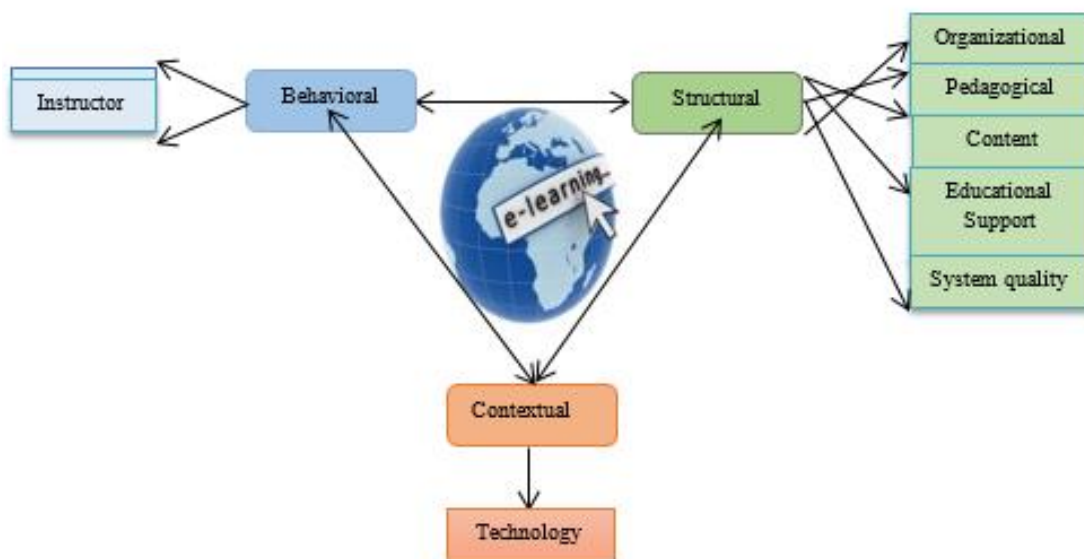 Organizational
Behavioral
Structural
Instructor
Pedagogical
Content
e-learning...
Educational
Support
System quality
Contextual
Technology